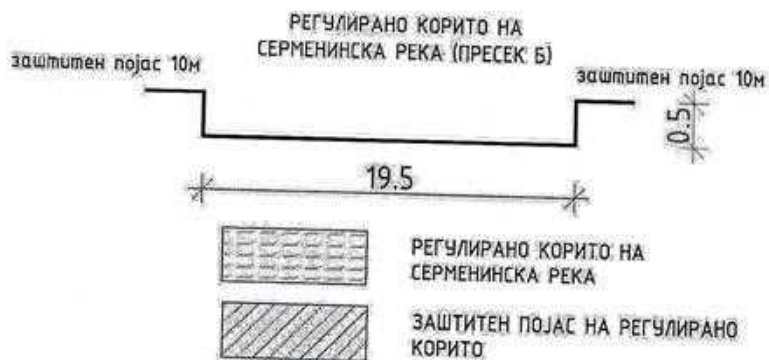 РЕГУЛИРАНО КОРИТО НА
СЕРМЕНИНСКА РЕКА (ПРЕСЕК Б)
заштитен појас 10м
заштитен појас 10м
0.5
19.5
РЕГУЛИРАНО КОРИТО НА
СЕРМЕНИНСКА РЕКА
ЗАШТИТЕН ПОЈАС НА РЕГУЛИРАНО
КОРИТО